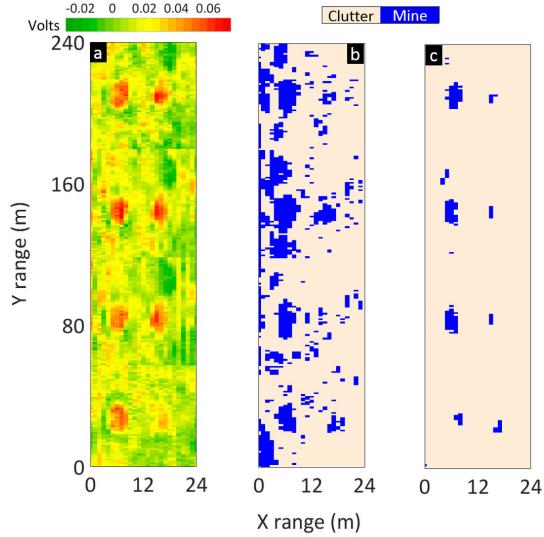 -0.02 0 0.02 0.04 0.06
Volts
Clutter Mine
240
a
b
c
160
Y range (m)
80
0
0 12 24 0 12 24 0 12 24
X range (m)